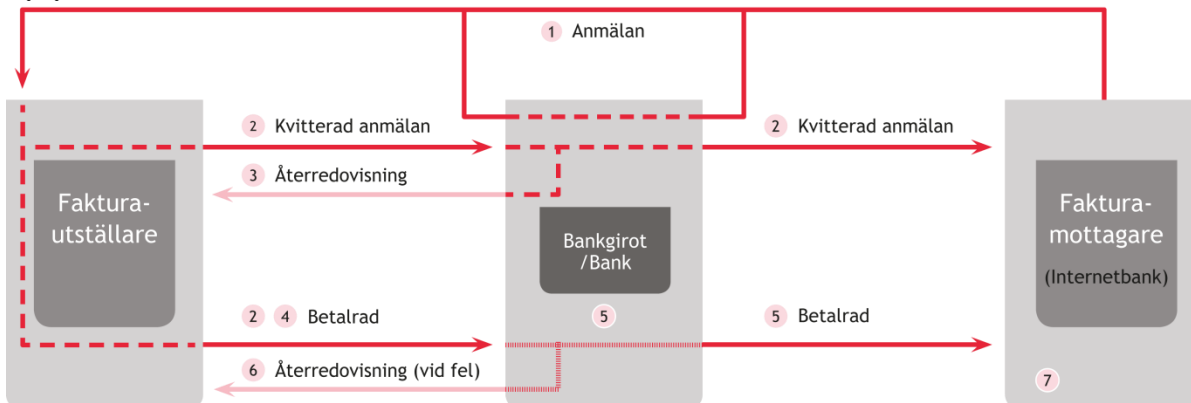 1 Anmälan
2 Kvitterad anmälan
2 Kvitterad anmälan
3 Återredovisning
Faktura-
utställare
Bankgirot
/Bank
Faktura-
mottagare
(Internetbank)
2 4 Betalrad
5
5 Betalrad
6 Återredovisning (vid fel)
7